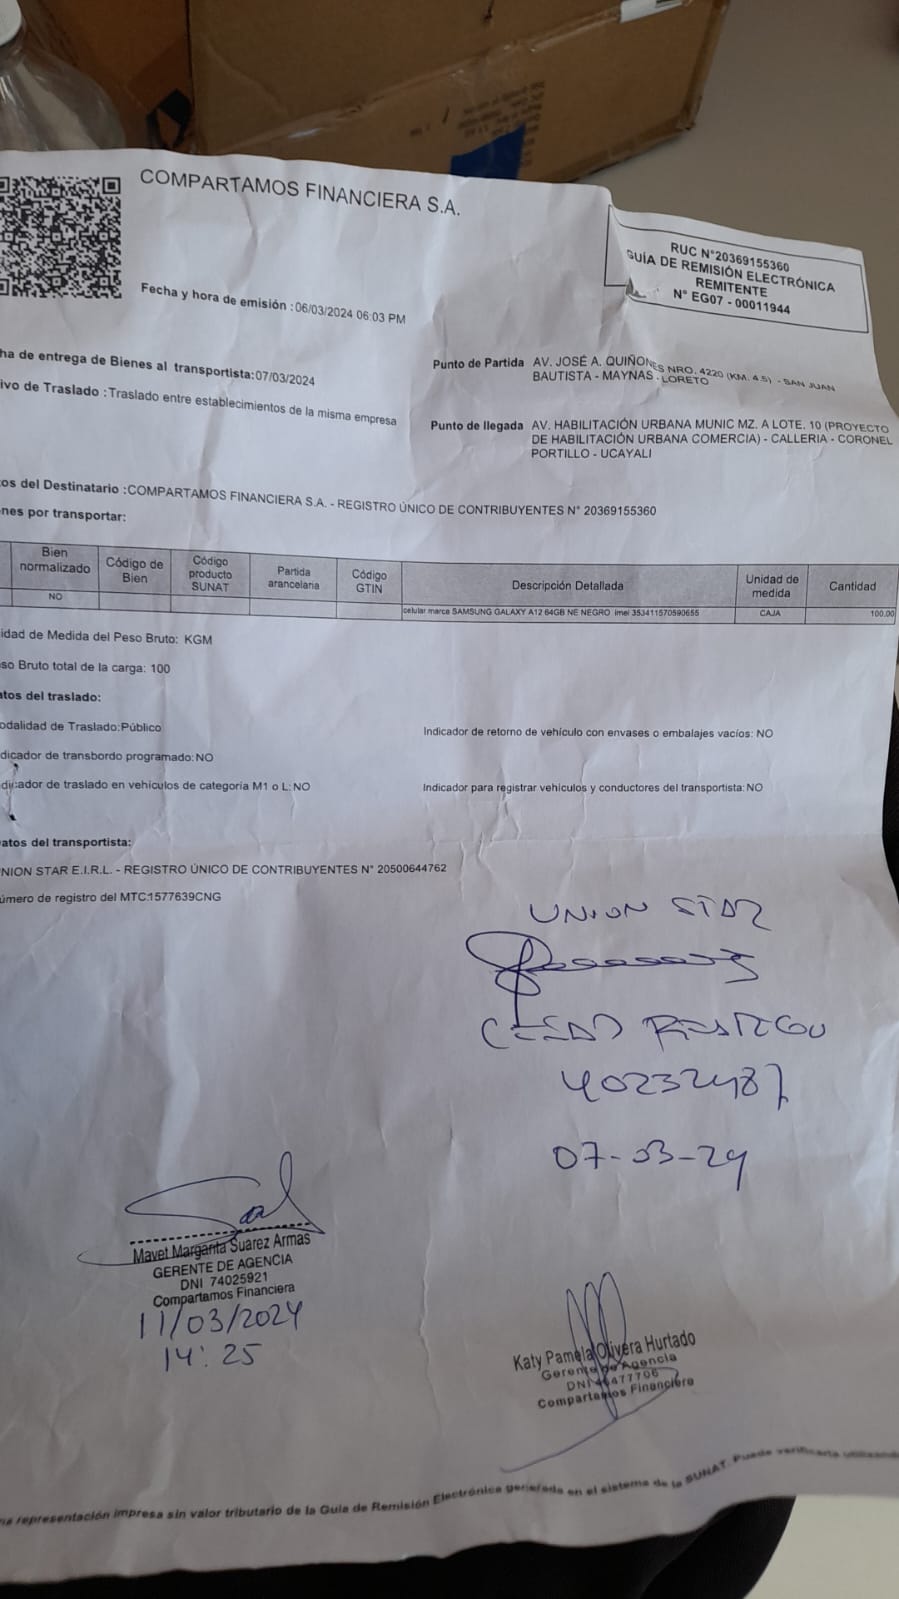 COMPARTAMOS FINANCIERA S.A.
RUC N°20369155360
GUÍA DE REMISIÓN ELECTRÓNICA
REMITENTE
N° EG07 - 00011944
Fecha y hora de emisión :06/03/2024 06:03 PM
ha de entrega de Bienes al transportista:07/03/2024
ivo de Traslado :Traslado entre establecimientos de la misma empresa
Punto de Partida AV. JOSÉ A. QUIÑONES NRO. 4220 (KM. 4.5) - SAN JUAN
BAUTISTA - MAYNAS - LORETO
Punto de llegada AV. HABILITACIÓN URBANA MUNIC MZ. A LOTE. 10 (PROYECTO
DE HABILITACIÓN URBANA COMERCIA) - CALLERIA - CORONEL
PORTILLO - UCAYALI
os del Destinatario :COMPARTAMOS FINANCIERA S.A. - REGISTRO ÚNICO DE CONTRIBUYENTES N° 20369155360
nes por transportar:
Bien normalizado Código de Bien Código producto SUNAT Partida arancelaria Código GTIN Descripción Detallada Unidad de medida Cantidad
NO celular marca SAMSUNG GALAXY A12 64GB NE NEGRO imei 353411570590655 CAJA 100.00
idad de Medida del Peso Bruto: KGM
so Bruto total de la carga: 100
atos del traslado:
odalidad de Traslado:Público
Indicador de retorno de vehículo con envases o embalajes vacíos: NO
dicador de transbordo programado:NO
dicador de traslado en vehículos de categoría M1 o L:NO
Indicador para registrar vehículos y conductores del transportista:NO
atos del transportista:
NION STAR E.I.R.L. - REGISTRO ÚNICO DE CONTRIBUYENTES N° 20500644762
úmero de registro del MTC:1577639CNG
UNION STAR
CESAR RESTEGUI
40232487
07-03-24
Mayet Margarita Suarez Armas
GERENTE DE AGENCIA
DNI 74025921
Compartamos Financiera
11/03/2024
14:25
Katy Pamela Olivera Hurtado
Gerente de Agencia
DNI
Compartamos Financiera
representación impresa sin valor tributario de la Guía de Remisión Electrónica generada en el sistema de la SUNAT. Puede verificarla utilizando